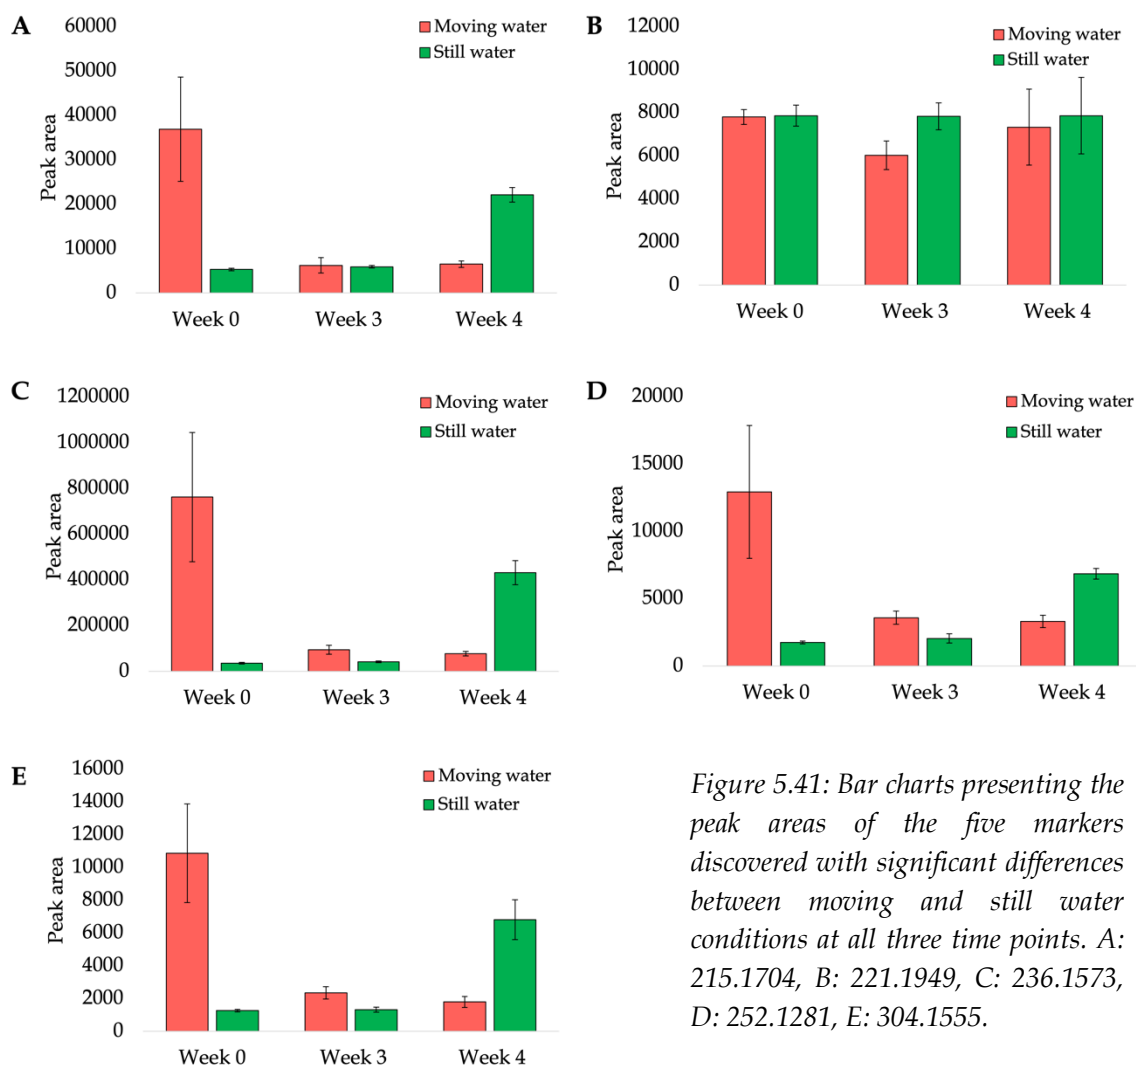 A
60000
50000
40000
30000
20000
10000
0
Peak area
Moving water
Still water
Week 0
Week 3
Week 4
B
12000
10000
8000
6000
4000
2000
0
Peak area
Moving water
Still water
Week 0
Week 3
Week 4
C
1200000
1000000
800000
600000
400000
200000
0
Peak area
Moving water
Still water
Week 0
Week 3
Week 4
D
20000
15000
10000
5000
0
Peak area
Moving water
Still water
Week 0
Week 3
Week 4
E
16000
14000
12000
10000
8000
6000
4000
2000
0
Peak area
Moving water
Still water
Week 0
Week 3
Week 4
Figure 5.41: Bar charts presenting the
peak areas of the five markers
discovered with significant differences
between moving and still water
conditions at all three time points. A:
215.1704, B: 221.1949, C: 236.1573,
D: 252.1281, E: 304.1555.